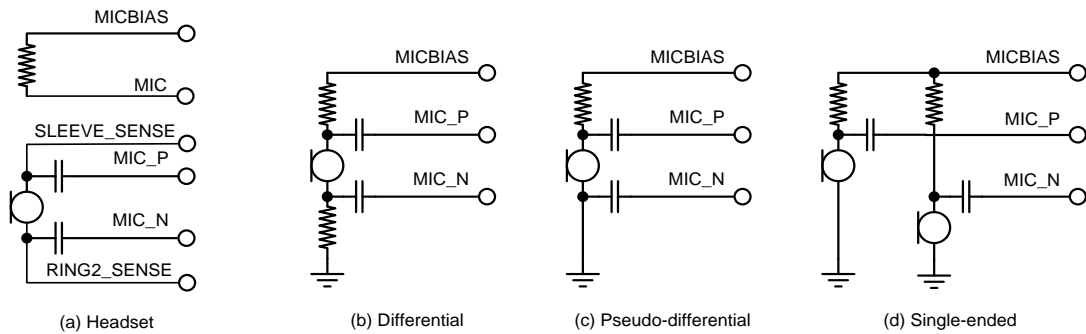 MICBIAS
MIC
SLEEVE_SENSE
MIC_P
MIC_N
RING2_SENSE
(a) Headset
MICBIAS
MIC_P
MIC_N
(b) Differential
MICBIAS
MIC_P
MIC_N
(c) Pseudo-differential
MICBIAS
MIC_P
MIC_N
(d) Single-ended